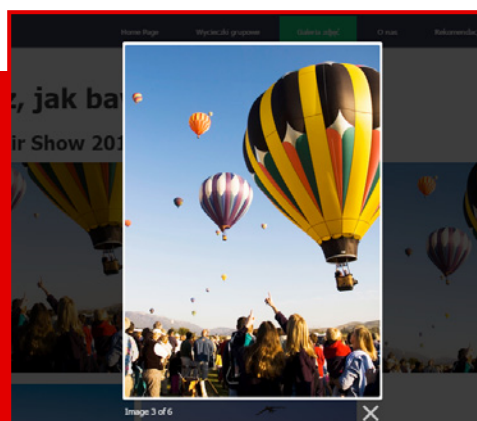 Home Page Wycieczki grupowe Galeria zdjęć O nas Rekomendac
z, jak ba
ir Show 201
Image 3 of 6